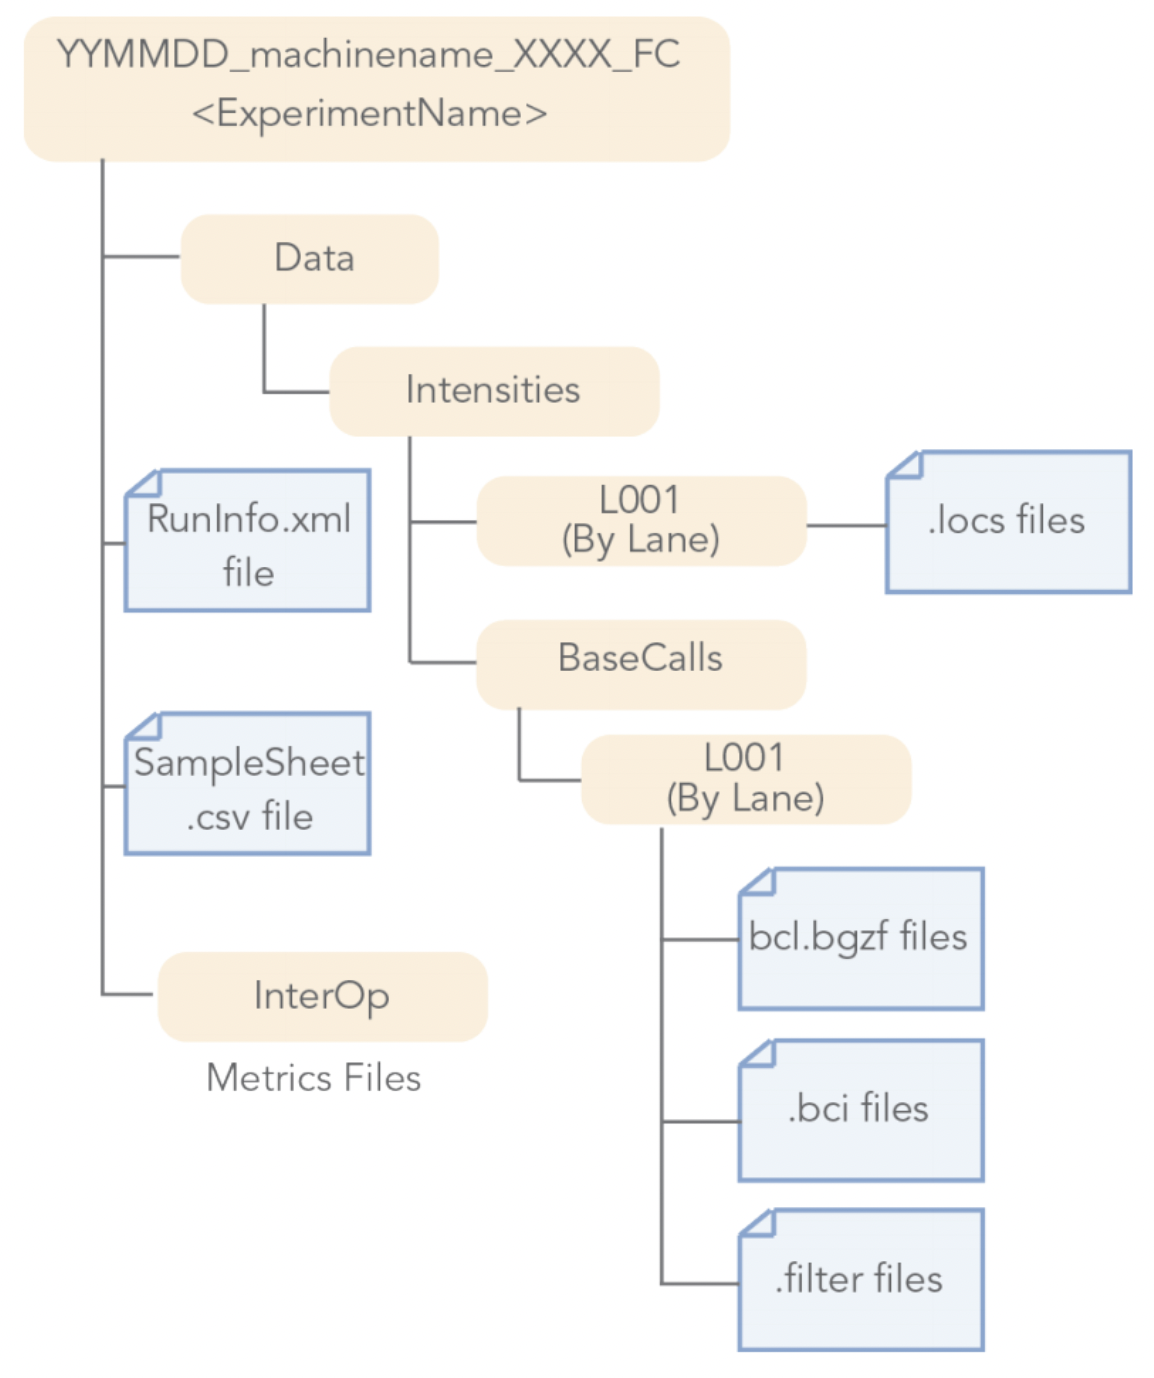 YYMMDD_machinename_XXXX_FC
<ExperimentName>
Data
Intensities
L001
(By Lane)
.locs files
RunInfo.xml
file
BaseCalls
L001
(By Lane)
SampleSheet
.csv file
bcl.bgzf files
InterOp
Metrics Files
.bci files
.filter files